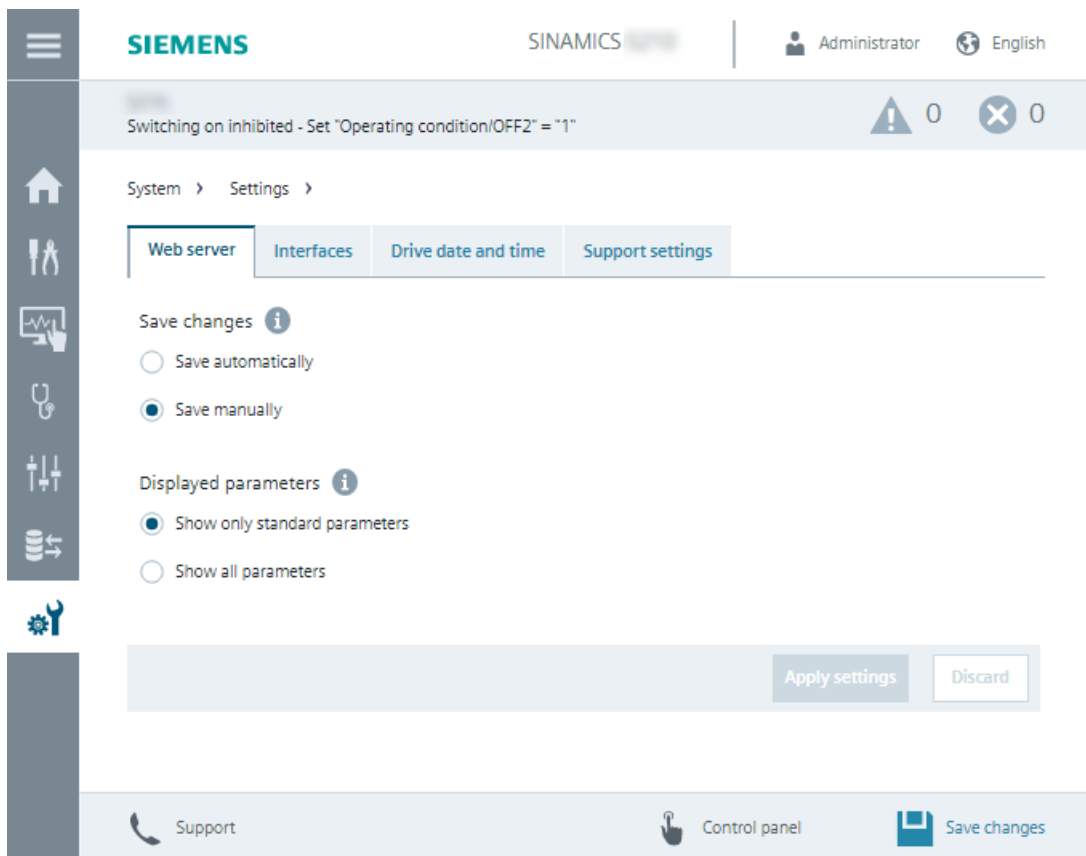 SIEMENS
SINAMICS
Administrator
English
Switching on inhibited - Set "Operating condition/OFF2" = "1"
0
0
System > Settings >
Web server
Interfaces
Drive date and time
Support settings
Save changes
Save automatically
Save manually
Displayed parameters
Show only standard parameters
Show all parameters
Apply settings
Discard
Support
Control panel
Save changes